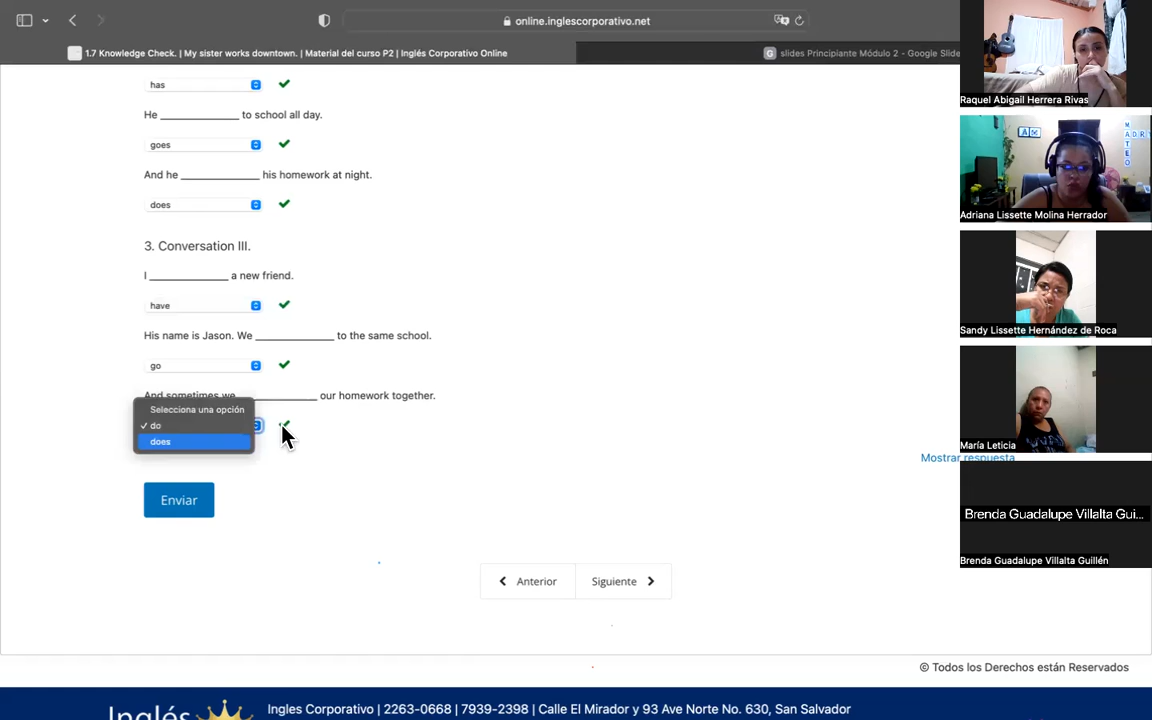 online.inglescorporativo.net
1.7 Knowledge Check. | My sister works downtown. | Material del curso P2 | Inglés Corporativo Online
slides Principiante Módulo 2 - Google Slide
has
He ______________ to school all day.
goes
And he ______________ his homework at night.
does
3. Conversation III.
I ______________ a new friend.
have
His name is Jason. We ______________ to the same school.
go
And sometimes we ______________ our homework together.
Selecciona una opción
✓ do
does
Mostrar respuesta
Enviar
Anterior
Siguiente
© Todos los Derechos están Reservados
Inglés
Ingles Corporativo | 2263-0668 | 7939-2398 | Calle El Mirador y 93 Ave Norte No. 630, San Salvador
Raquel Abigail Herrera Rivas
Adriana Lissette Molina Herrador
Sandy Lissette Hernández de Roca
María Leticia
Brenda Guadalupe Villalta Gui...
Brenda Guadalupe Villalta Guillén